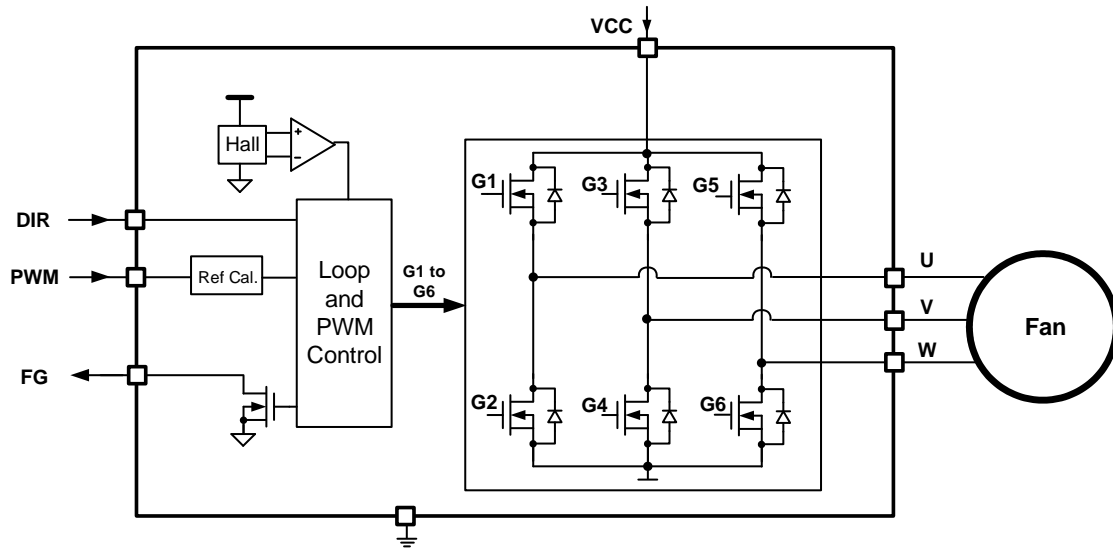 VCC
Hall
+
−
DIR
PWM
Ref Cal.
FG
Loop
and
PWM
Control
G1 to
G6
G1
G3
G5
G2
G4
G6
U
V
W
Fan